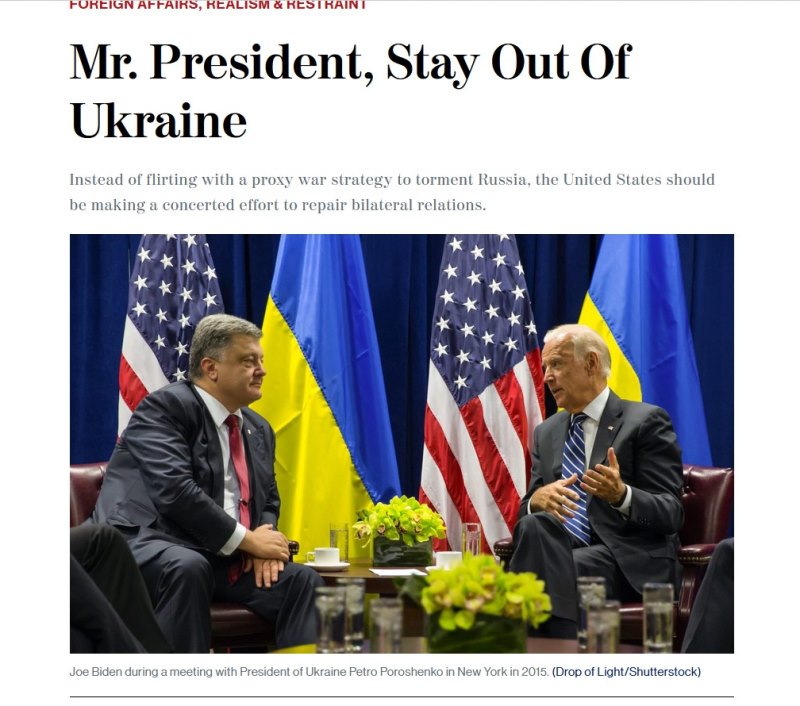 FOREIGN AFFAIRS, REALISM & RESTRAINT
Mr. President, Stay Out Of
Ukraine
Instead of flirting with a proxy war strategy to torment Russia, the United States should
be making a concerted effort to repair bilateral relations.
Joe Biden during a meeting with President of Ukraine Petro Poroshenko in New York in 2015. (Drop of Light/Shutterstock)